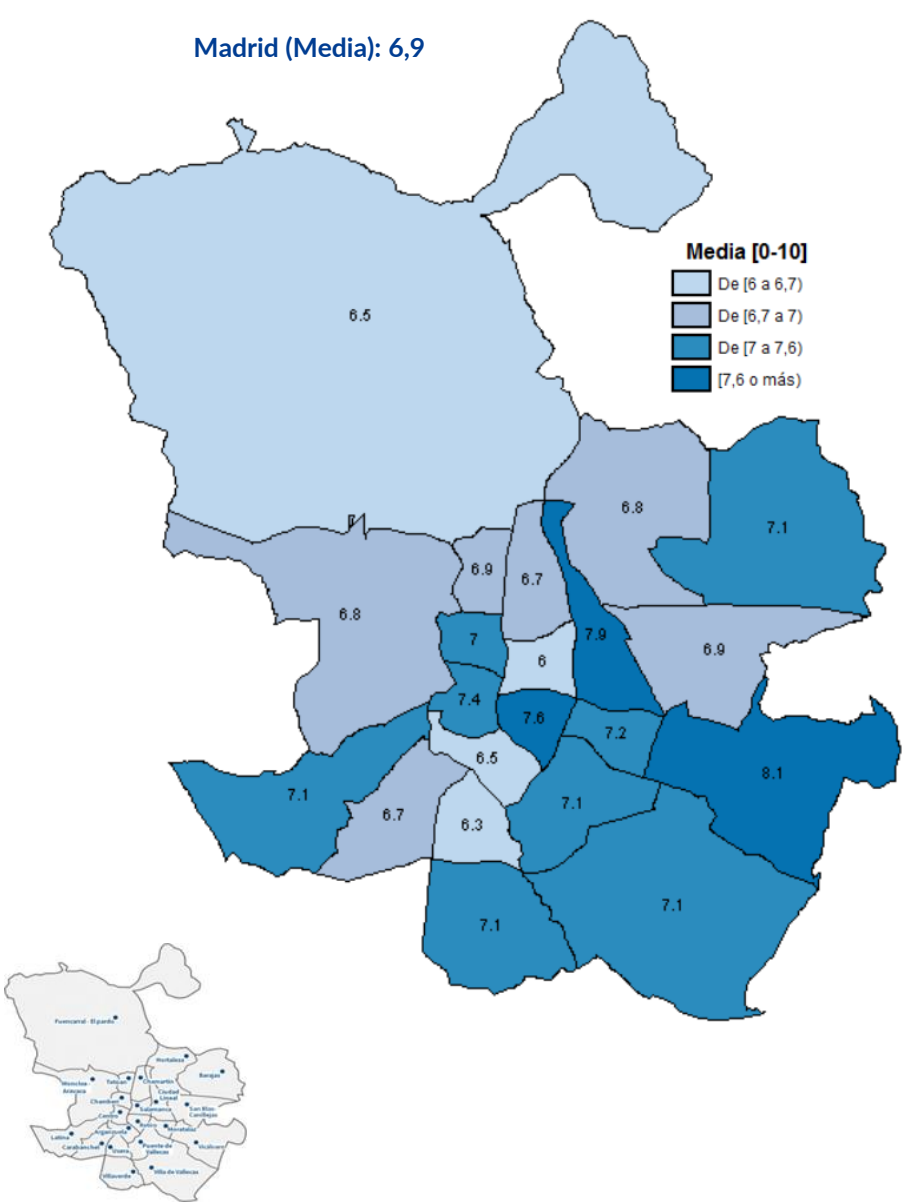 Madrid (Media): 6,9
Media [0-10]
De [6 a 6,7)
De [6,7 a 7)
De [7 a 7,6)
[7,6 o más)
6.5
6.8
7.1
6.9
6.7
6.8
7
7.9
6.9
6
7.4
7.6
7.2
6.5
8.1
7.1
6.7
6.3
7.1
7.1
7.1
Fuencarral - El pardo
Hortaleza
Barajas
Moncloa-
Aravaca
Tetuan
Chamartín
Ciudad
Lineal
Chamberí
Salamanca
San Blas-
Canillejas
Centro
Retiro
Moratalaz
Arganzuela
Latina
Carabanchel
Usera
Puente de
Vallecas
Vicálvaro
Villaverde
Villa de Vallecas